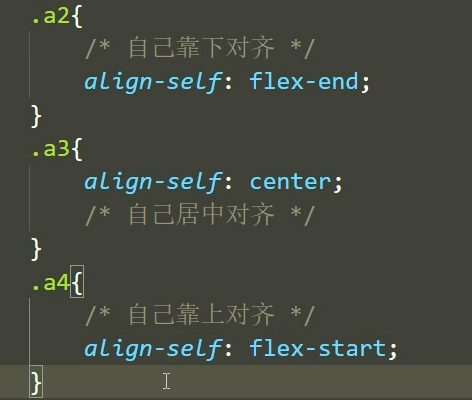 .a2{
/* 自己靠下对齐 */
align-self: flex-end;
}
.a3{
align-self: center;
/* 自己居中对齐 */
}
.a4{
/* 自己靠上对齐 */
align-self: flex-start;
}